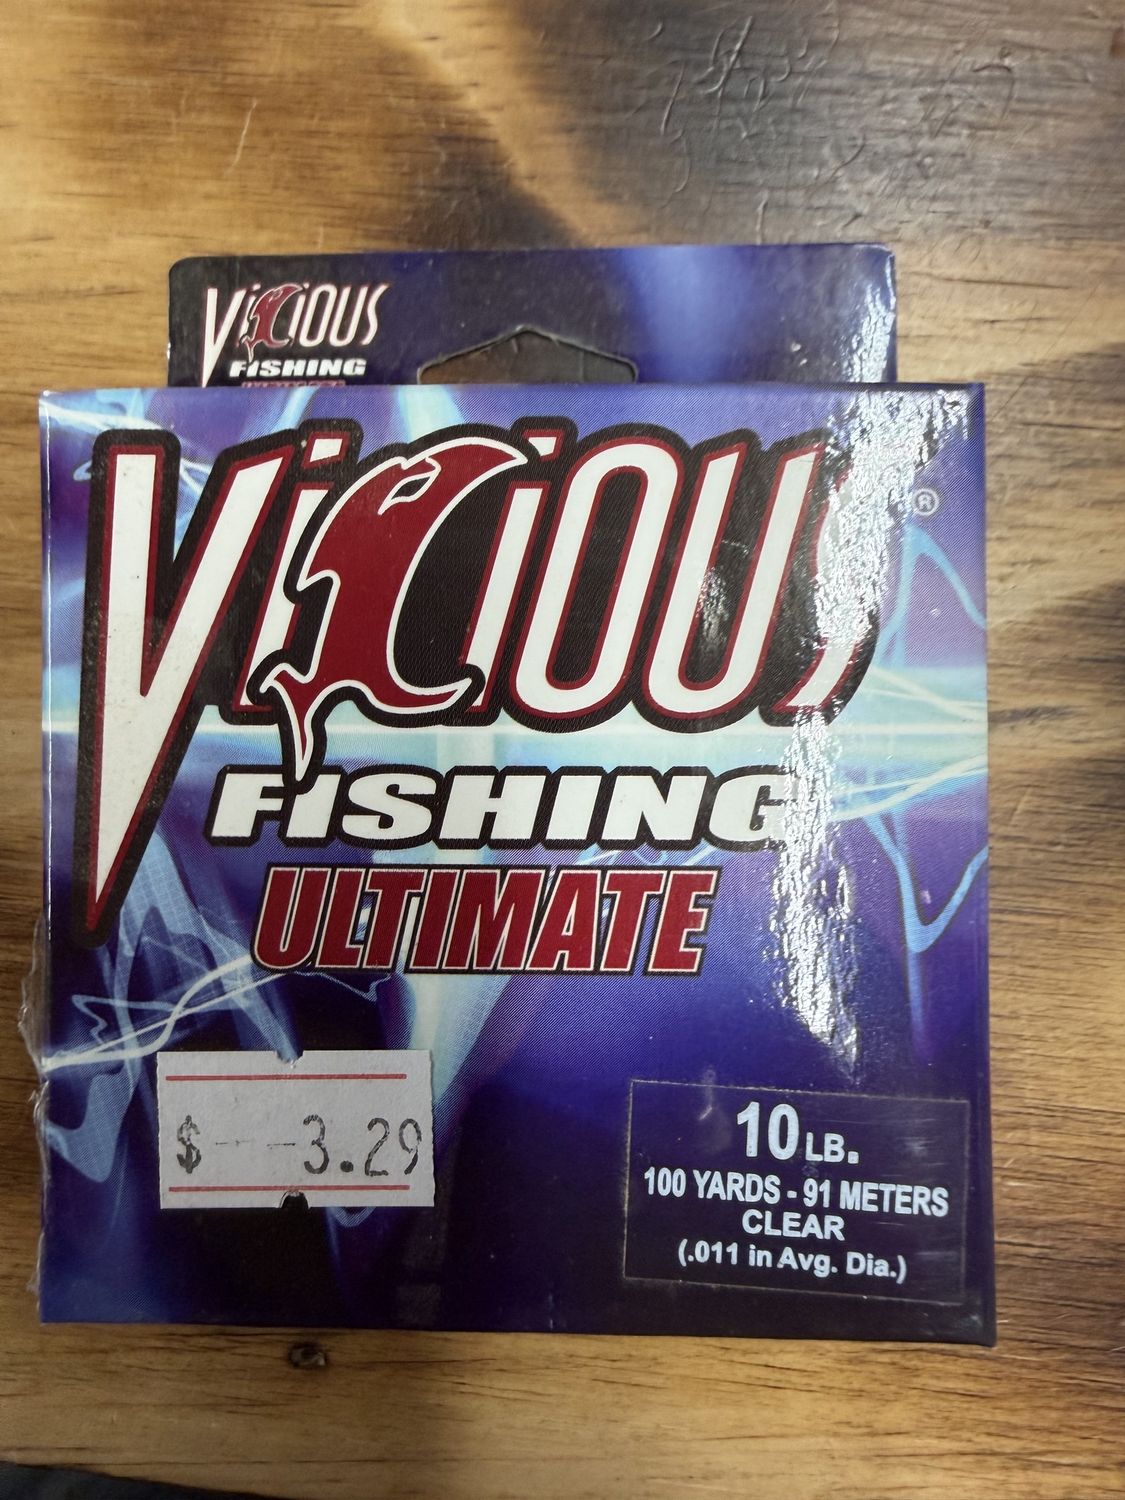 Vicious
FISHING
Vicious ®
FISHING
ULTIMATE
$ --3.29
10 LB.
100 YARDS - 91 METERS
CLEAR
(.011 in Avg. Dia.)